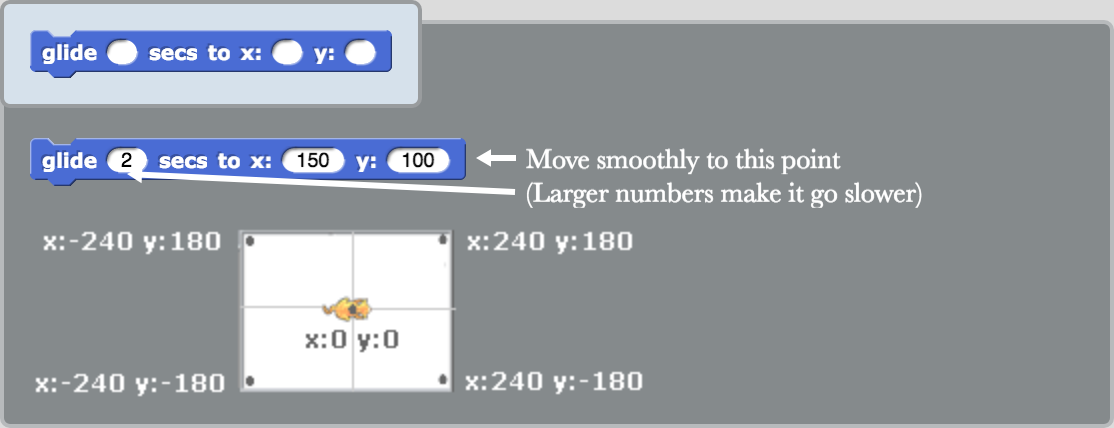 glide secs to x: y:
glide 2 secs to x: 150 y: 100
Move smoothly to this point
(Larger numbers make it go slower)
x:-240 y:180
x:240 y:180
x:0 y:0
x:-240 y:-180
x:240 y:-180